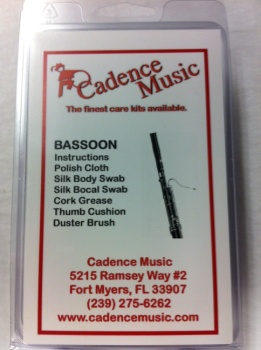 Cadence
Music
The finest care kits available.
BASSOON
Instructions
Polish Cloth
Silk Body Swab
Silk Bocal Swab
Cork Grease
Thumb Cushion
Duster Brush
Cadence Music
5215 Ramsey Way #2
Fort Myers, FL 33907
(239) 275-6262
www.cadencemusic.com